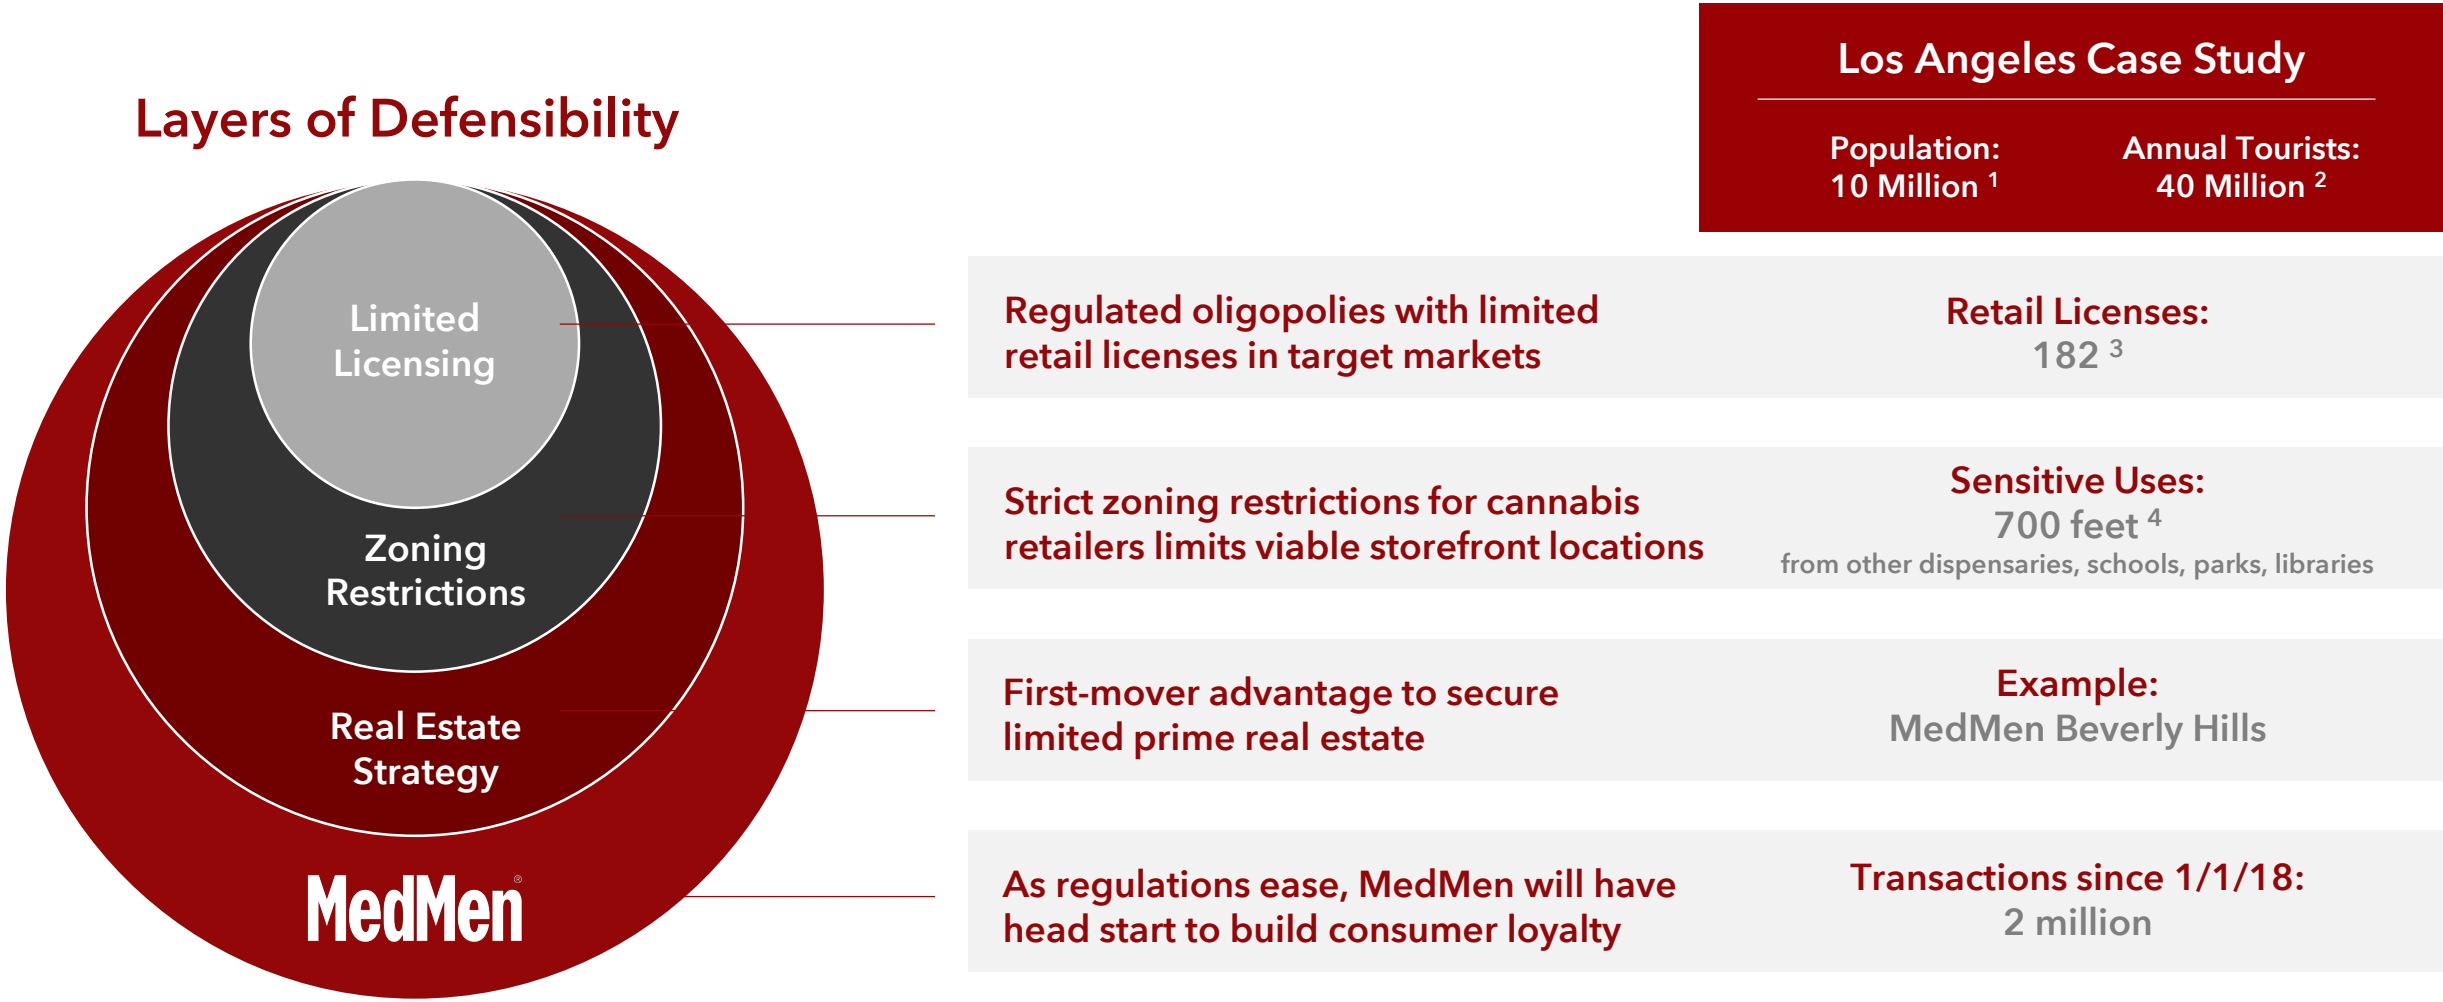 Layers of Defensibility
Limited
Licensing
Zoning
Restrictions
Real Estate
Strategy
MedMen®
Los Angeles Case Study
Population:
10 Million 1
Annual Tourists:
40 Million 2
Regulated oligopolies with limited
retail licenses in target markets
Retail Licenses:
182 3
Strict zoning restrictions for cannabis
retailers limits viable storefront locations
Sensitive Uses:
700 feet 4
from other dispensaries, schools, parks, libraries
First-mover advantage to secure
limited prime real estate
Example:
MedMen Beverly Hills
As regulations ease, MedMen will have
head start to build consumer loyalty
Transactions since 1/1/18:
2 million